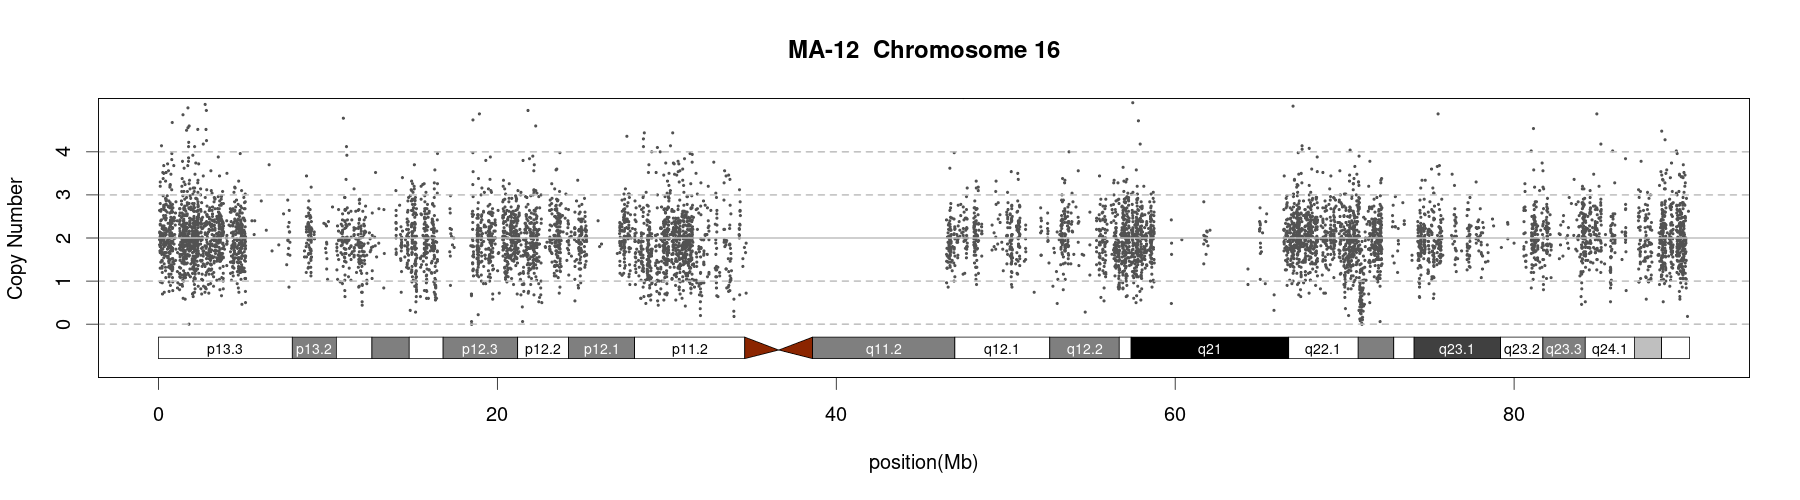 MA-12 Chromosome 16
Copy Number
4
3
2
1
0
p13.3 p13.2 p12.3 p12.2 p12.1 p11.2 q11.2 q12.1 q12.2 q21 q22.1 q23.1 q23.2 q23.3 q24.1
0 20 40 60 80
position(Mb)